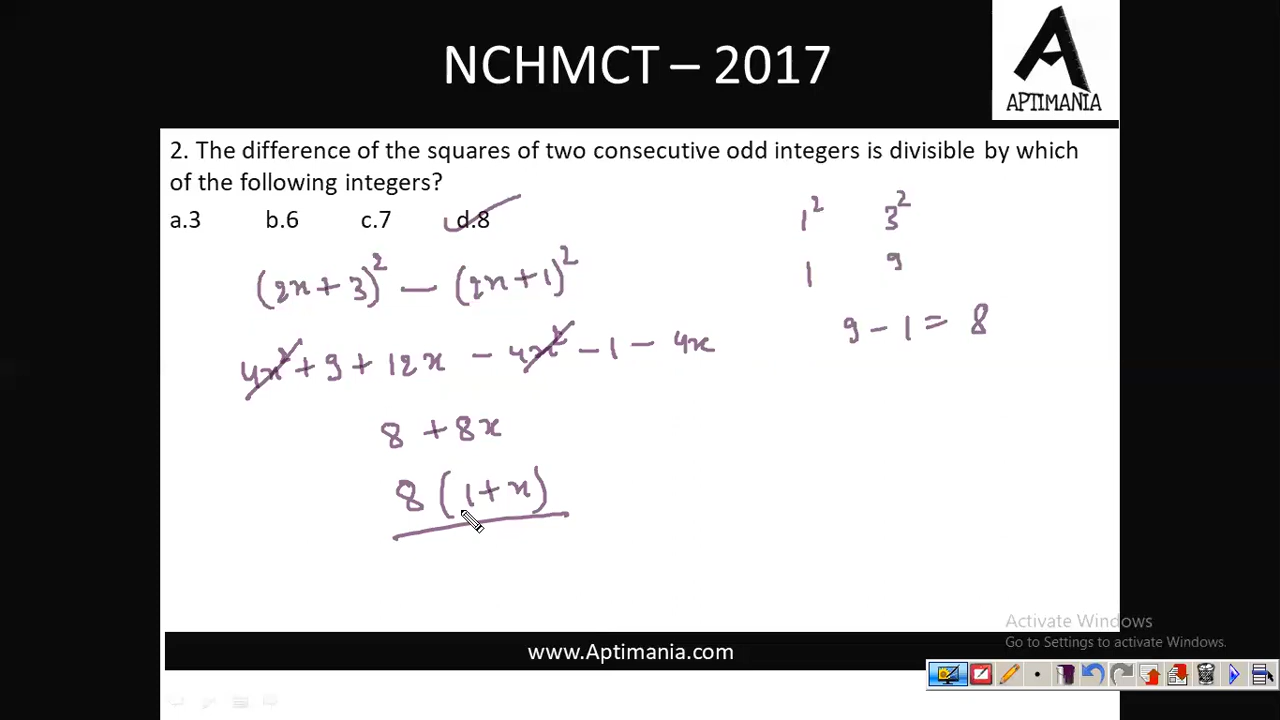 NCHMCT – 2017
A
APTIMANIA
2. The difference of the squares of two consecutive odd integers is divisible by which
of the following integers?
a.3 b.6 c.7 d.8
1² 3²
(2x+3)² – (2x+1)²
1 9
9 – 1 = 8
4x² + 9 + 12x – 4x² – 1 – 4x
8 + 8x
8 (1+x)
www.Aptimania.com
Activate Windows
Go to Settings to activate Windows.